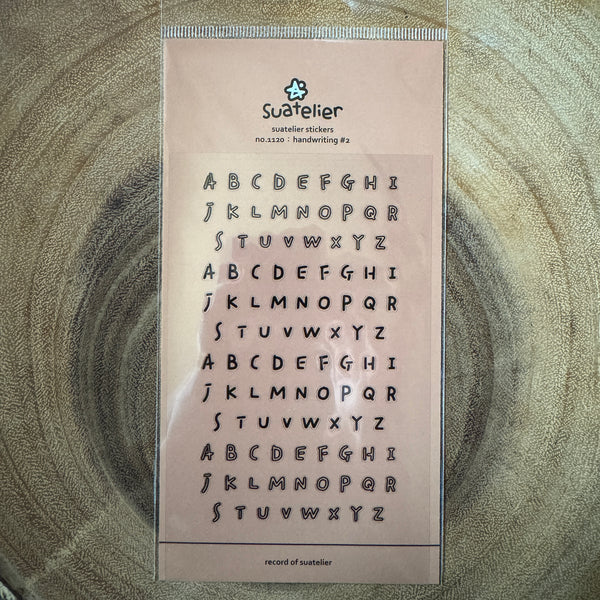 suatelier
suatelier stickers
no.1120 : handwriting #2
A B C D E F G H I
J K L M N O P Q R
S T U V W X Y Z
A B C D E F G H I
J K L M N O P Q R
S T U V W X Y Z
A B C D E F G H I
J K L M N O P Q R
S T U V W X Y Z
A B C D E F G H I
J K L M N O P Q R
S T U V W X Y Z
record of suatelier